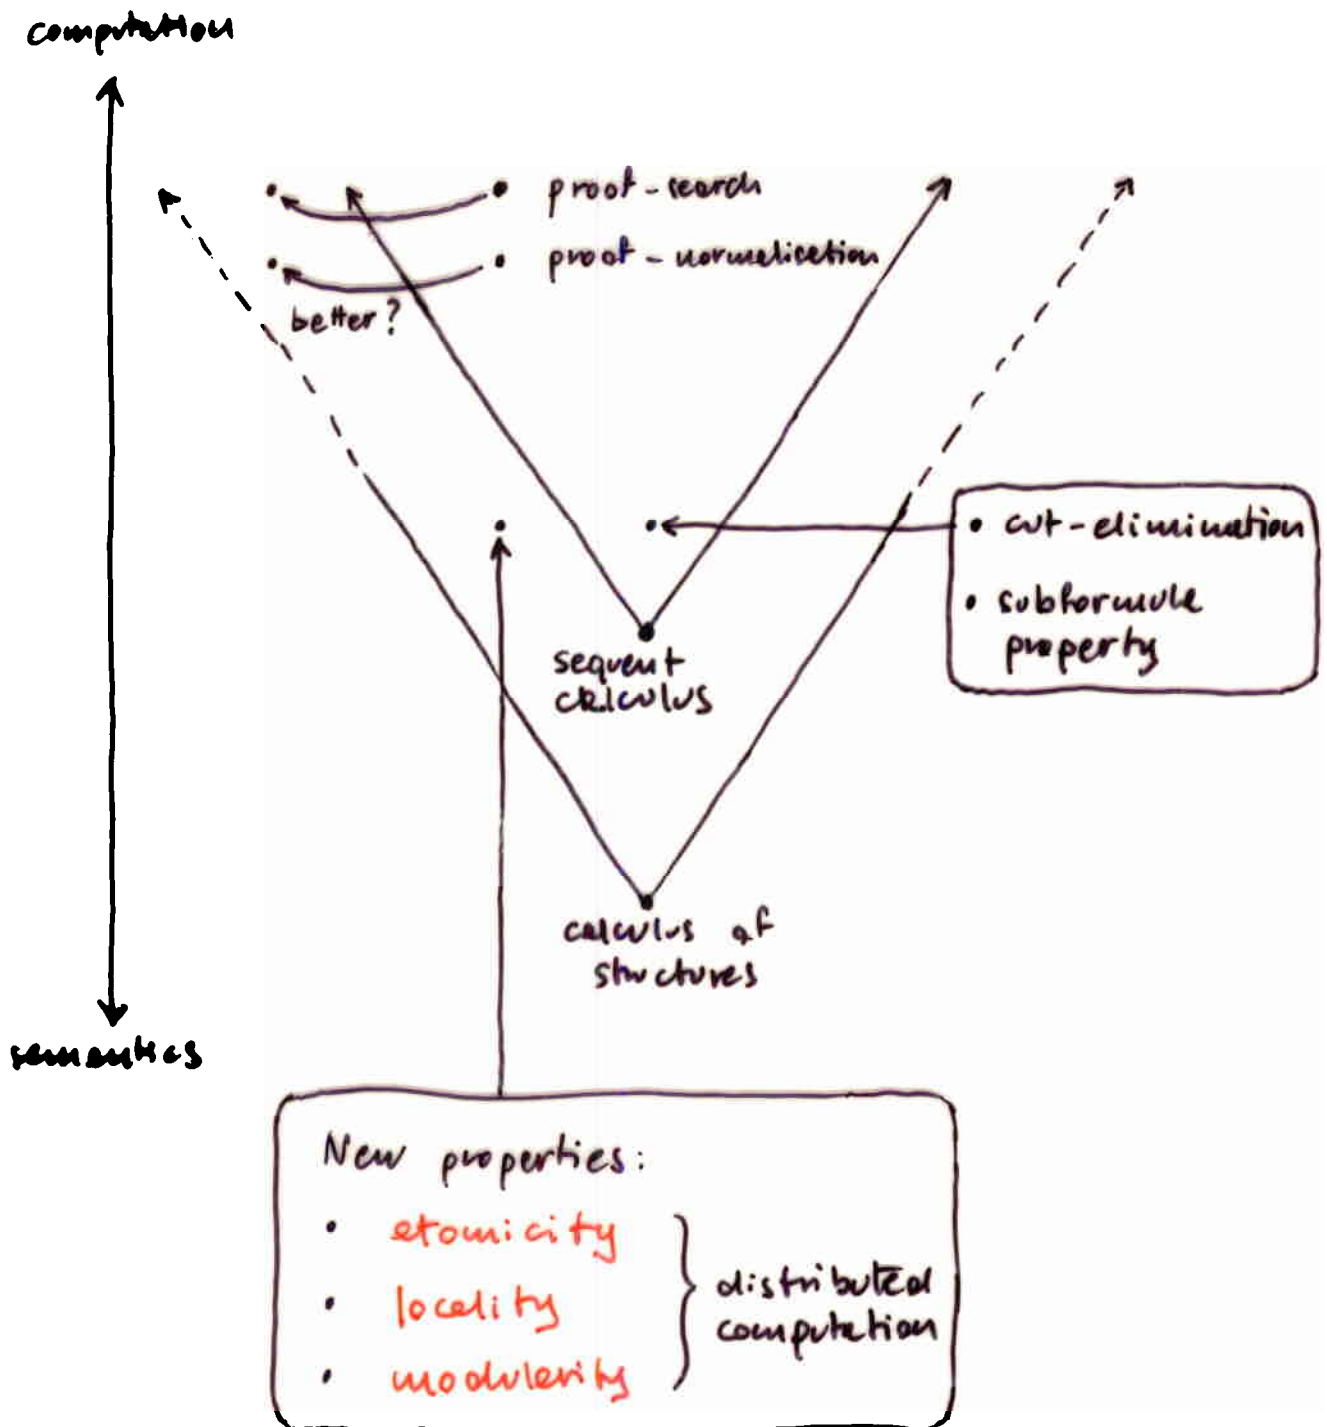 computation
proof-search
proof-normalisation
better?
• cut-elimination
• subformula
property
sequent
calculus
calculus of
structures
semantics
New properties:
• atomicity
• locality
• modularity
distributed
computation